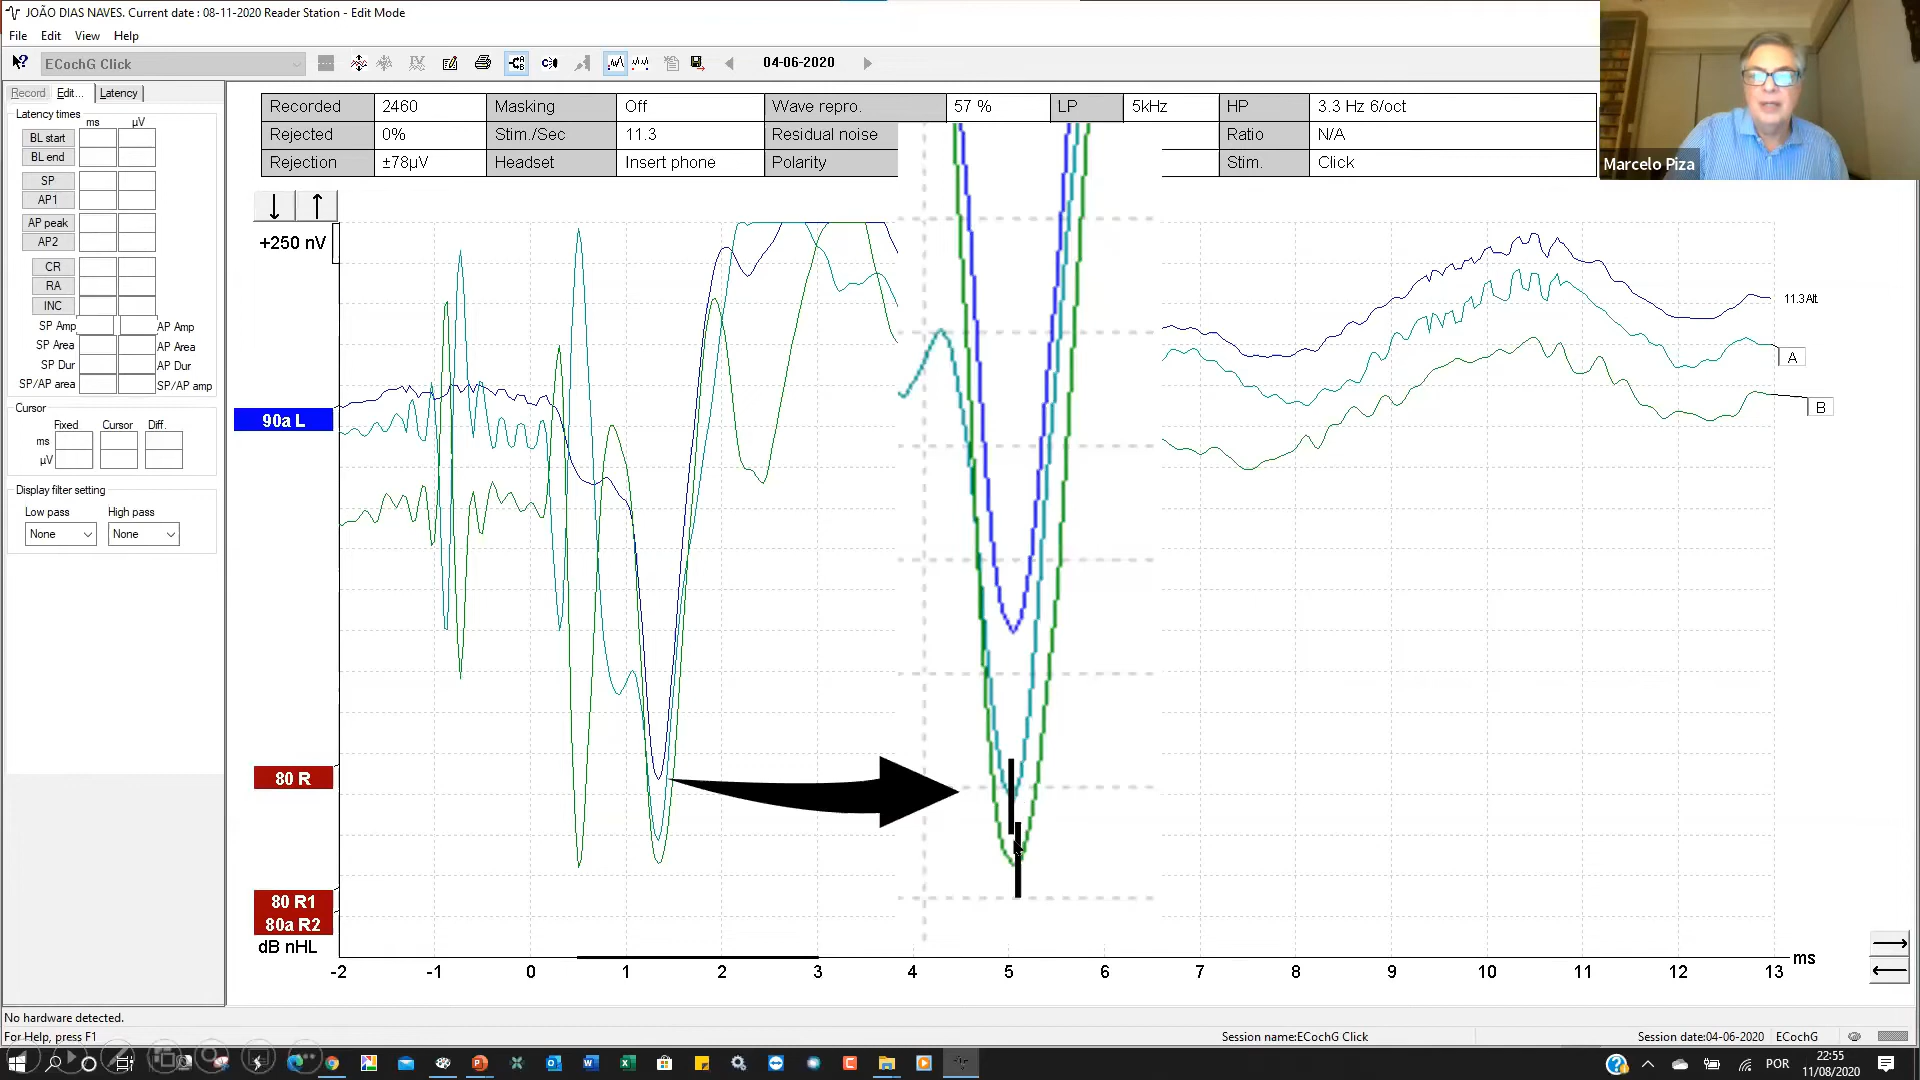 JOÃO DIAS NAVES. Current date : 08-11-2020 Reader Station - Edit Mode
File Edit View Help
ECochG Click
04-06-2020
Marcelo Piza
Record Edit... Latency
Latency times
ms µV
BL start
BL end
SP
AP1
AP peak
AP2
CR
RA
INC
SP Amp AP Amp
SP Area AP Area
SP Dur AP Dur
SP/AP area SP/AP amp
Cursor
Fixed Cursor Diff.
ms
µV
Display filter setting
Low pass High pass
None None
Recorded 2460 Masking Off Wave repro. 57 % LP 5kHz HP 3.3 Hz 6/oct
Rejected 0% Stim./Sec 11.3 Residual noise Ratio N/A
Rejection ±78µV Headset Insert phone Polarity Stim. Click
+250 nV
11.3Alt
A
B
90a L
80 R
80 R1
80a R2
dB nHL
-2 -1 0 1 2 3 4 5 6 7 8 9 10 11 12 13 ms
No hardware detected.
For Help, press F1
Session name:ECochG Click
Session date:04-06-2020 ECochG
POR
22:55
11/08/2020